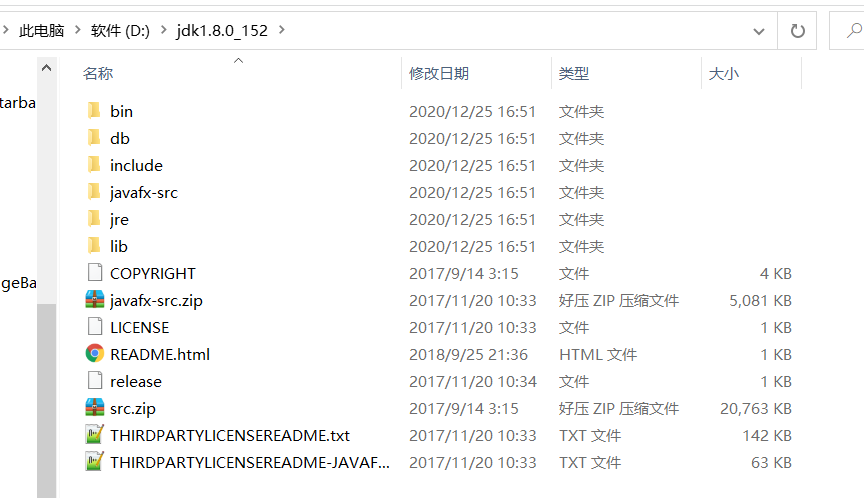 此电脑 > 软件 (D:) > jdk1.8.0_152 >
名称 修改日期 类型 大小
tarba
bin 2020/12/25 16:51 文件夹
db 2020/12/25 16:51 文件夹
include 2020/12/25 16:51 文件夹
javafx-src 2020/12/25 16:51 文件夹
jre 2020/12/25 16:51 文件夹
lib 2020/12/25 16:51 文件夹
COPYRIGHT 2017/9/14 3:15 文件 4 KB
geBa
javafx-src.zip 2017/11/20 10:33 好压 ZIP 压缩文件 5,081 KB
LICENSE 2017/11/20 10:33 文件 1 KB
README.html 2018/9/25 21:36 HTML 文件 1 KB
release 2017/11/20 10:34 文件 1 KB
src.zip 2017/9/14 3:15 好压 ZIP 压缩文件 20,763 KB
THIRDPARTYLICENSEREADME.txt 2017/11/20 10:33 TXT 文件 142 KB
THIRDPARTYLICENSEREADME-JAVAF... 2017/11/20 10:33 TXT 文件 63 KB